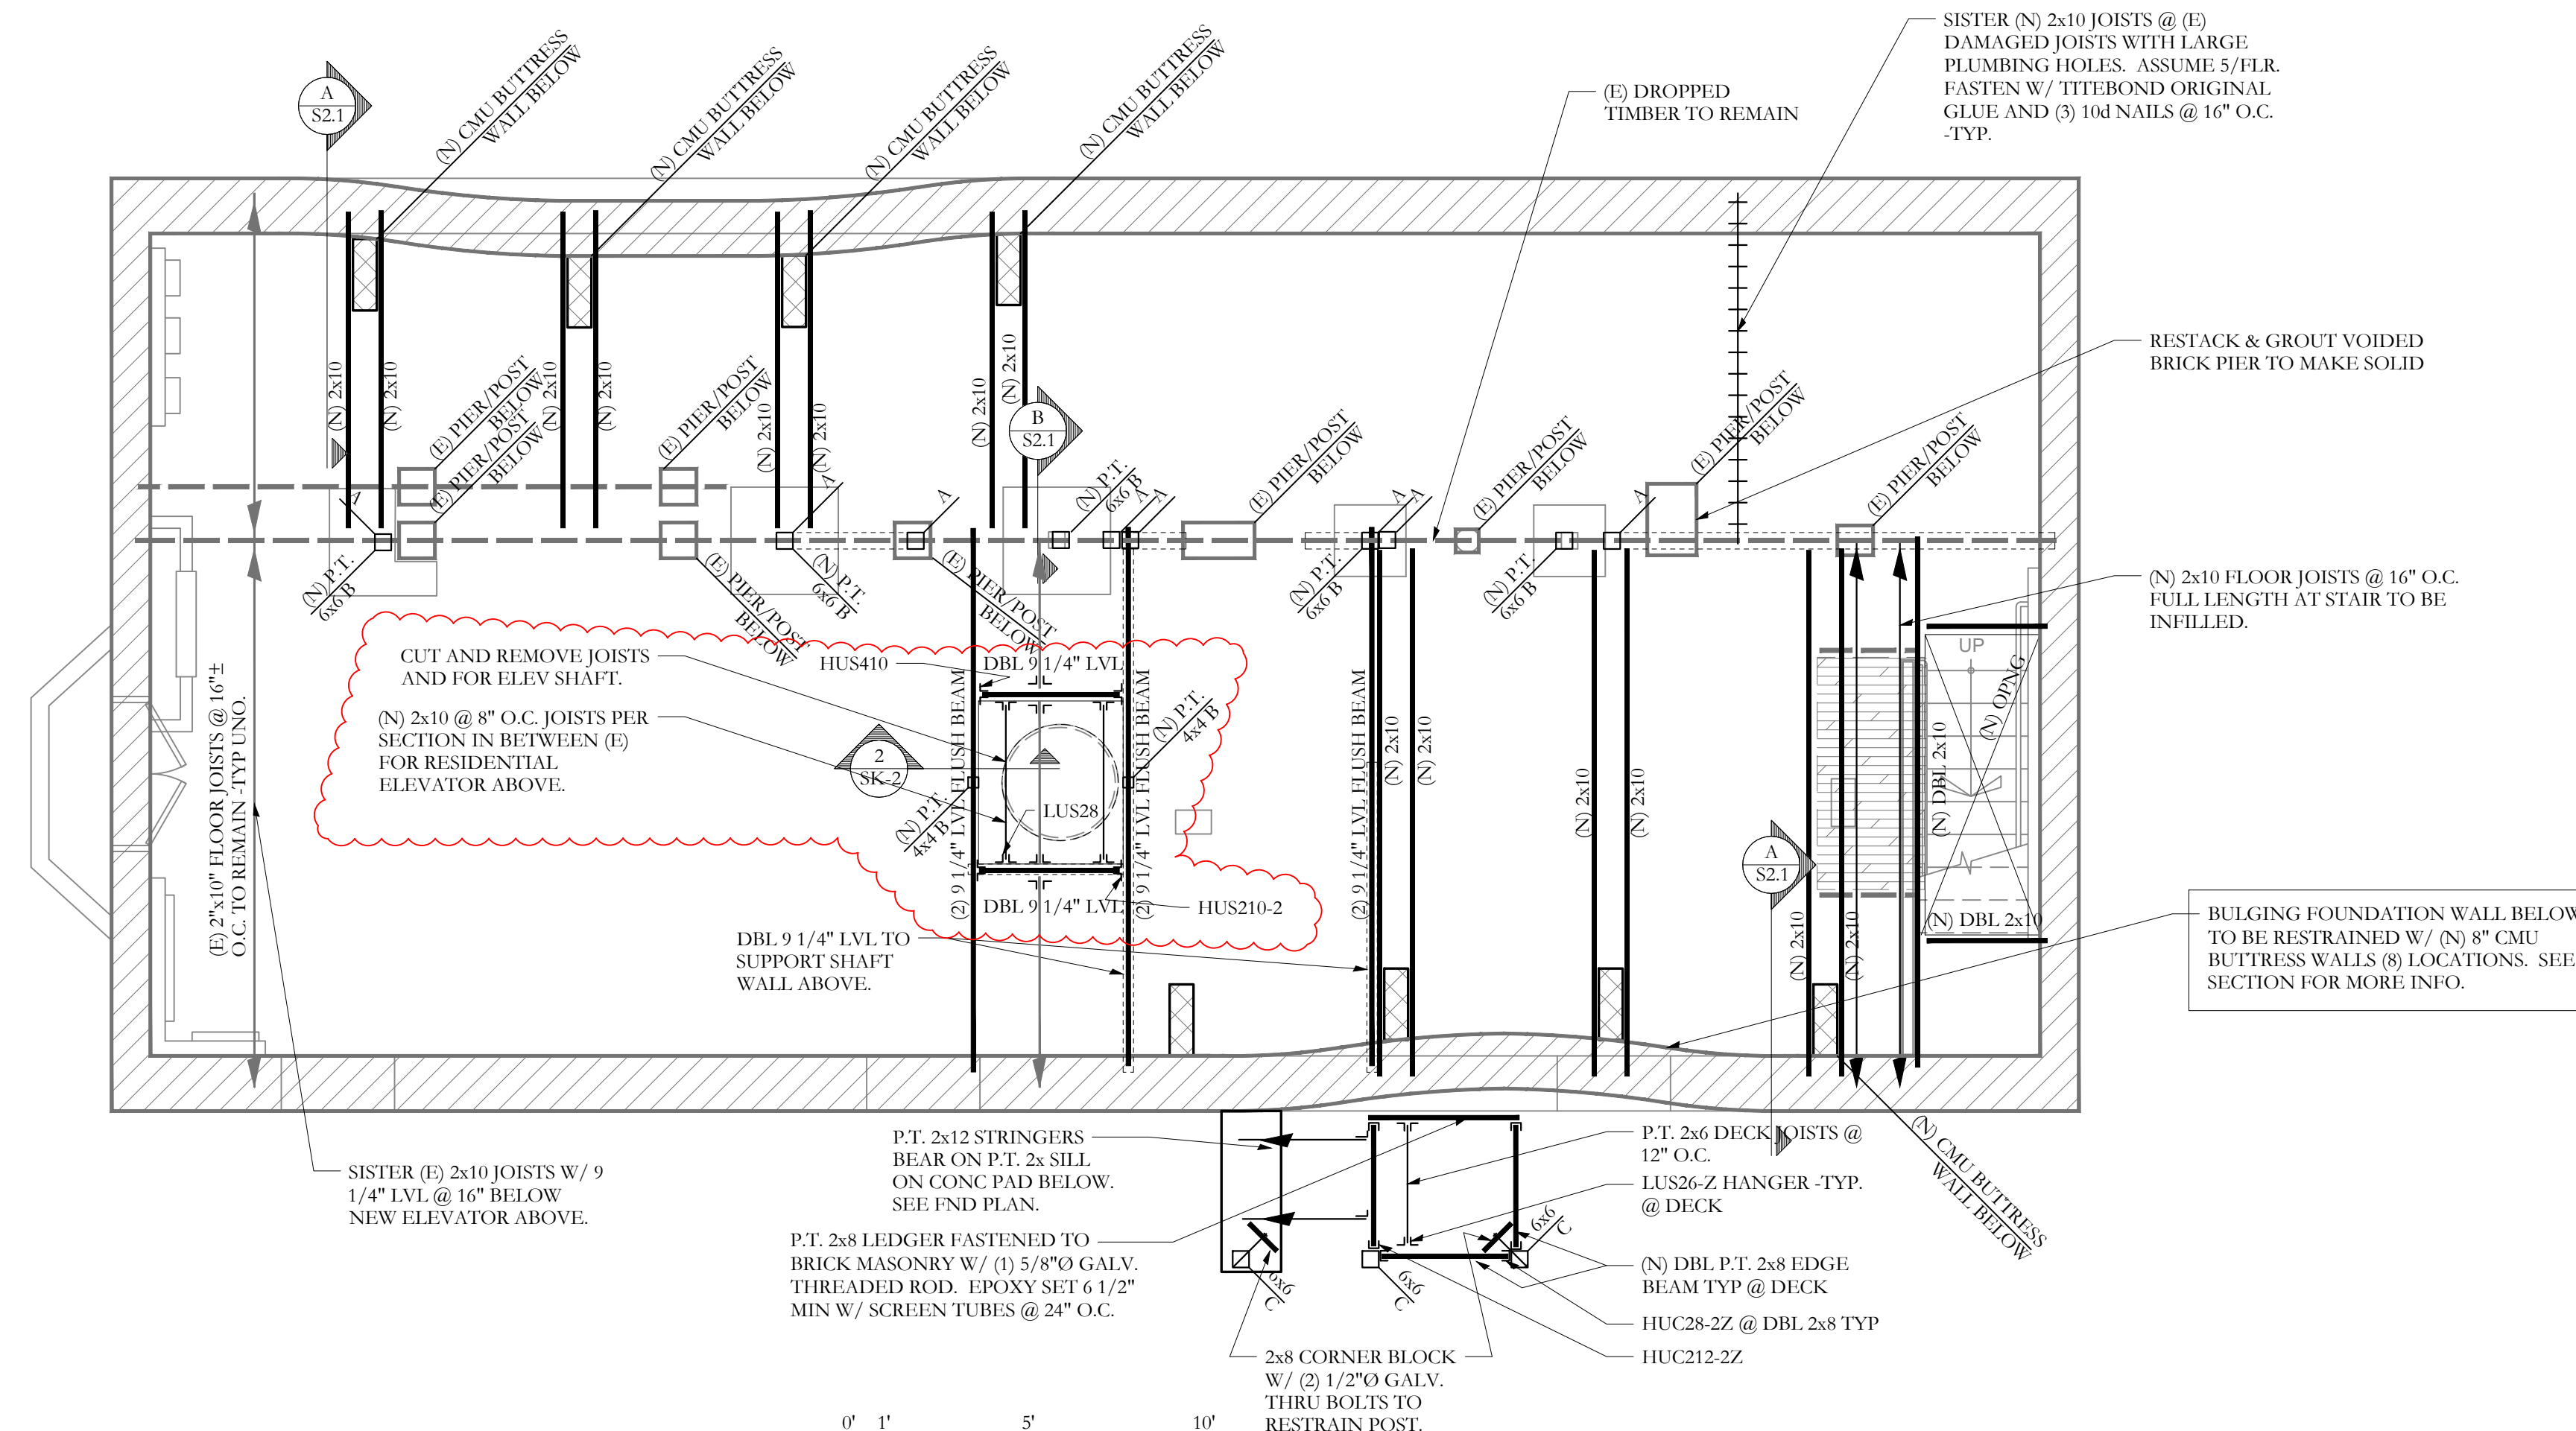 SISTER (N) 2x10 JOISTS @ (E)
DAMAGED JOISTS WITH LARGE
PLUMBING HOLES. ASSUME 5/FLR.
FASTEN W/ TITEBOND ORIGINAL
GLUE AND (3) 10d NAILS @ 16" O.C.
-TYP.
(E) DROPPED
TIMBER TO REMAIN
A
S2.1
(N) CMU BUTTRESS
WALL BELOW
(N) CMU BUTTRESS
WALL BELOW
(N) CMU BUTTRESS
WALL BELOW
(N) CMU BUTTRESS
WALL BELOW
RESTACK & GROUT VOIDED
BRICK PIER TO MAKE SOLID
(N) 2x10
(N) 2x10
(N) 2x10
(N) 2x10
(N) 2x10
(N) 2x10
(N) 2x10
(N) 2x10
B
S2.1
(E) PIER/POST
BELOW
(E) PIER/POST
BELOW
(E) PIER/POST
BELOW
(E) PIER/POST
BELOW
(E) PIER/POST
BELOW
(E) PIER/POST
BELOW
(E) PIER/POST
BELOW
(E) PIER/POST
BELOW
(E) PIER/POST
BELOW
A
A
A
A
A
A
A
A
(N) P.T.
6x6 B
(N) P.T.
6x6 B
(N) P.T.
6x6 B
(N) P.T.
6x6 B
(N) P.T.
6x6 B
(N) 2x10 FLOOR JOISTS @ 16" O.C.
FULL LENGTH AT STAIR TO BE
INFILLED.
CUT AND REMOVE JOISTS
AND FOR ELEV SHAFT.
HUS410
DBL 9 1/4" LVL
(N) 2x10 @ 8" O.C. JOISTS PER
SECTION IN BETWEEN (E)
FOR RESIDENTIAL
ELEVATOR ABOVE.
2
SK-2
(N) P.T.
4x4 B
(N) P.T.
4x4 B
LUS28
(2) 9 1/4" LVL FLUSH BEAM
(2) 9 1/4" LVL FLUSH BEAM
(2) 9 1/4" LVL FLUSH BEAM
DBL 9 1/4" LVL
HUS210-2
DBL 9 1/4" LVL TO
SUPPORT SHAFT
WALL ABOVE.
(E) 2"x10" FLOOR JOISTS @ 16"±
O.C. TO REMAIN -TYP UNO.
(N) 2x10
(N) 2x10
(N) 2x10
(N) 2x10
(N) 2x10
(N) 2x10
A
S2.1
UP
(N) OPNG
(N) DBL 2x10
(N) DBL 2x10
BULGING FOUNDATION WALL BELOW
TO BE RESTRAINED W/ (N) 8" CMU
BUTTRESS WALLS (8) LOCATIONS. SEE
SECTION FOR MORE INFO.
(N) CMU BUTTRESS
WALL BELOW
SISTER (E) 2x10 JOISTS W/ 9
1/4" LVL @ 16" BELOW
NEW ELEVATOR ABOVE.
P.T. 2x12 STRINGERS
BEAR ON P.T. 2x SILL
ON CONC PAD BELOW.
SEE FND PLAN.
P.T. 2x8 LEDGER FASTENED TO
BRICK MASONRY W/ (1) 5/8"Ø GALV.
THREADED ROD. EPOXY SET 6 1/2"
MIN W/ SCREEN TUBES @ 24" O.C.
P.T. 2x6 DECK JOISTS @
12" O.C.
LUS26-Z HANGER -TYP.
@ DECK
(N) DBL P.T. 2x8 EDGE
BEAM TYP @ DECK
HUC28-2Z @ DBL 2x8 TYP
HUC212-2Z
6x6
C
6x6
C
6x6
C
2x8 CORNER BLOCK
W/ (2) 1/2"Ø GALV.
THRU BOLTS TO
RESTRAIN POST.
0' 1' 5' 10'